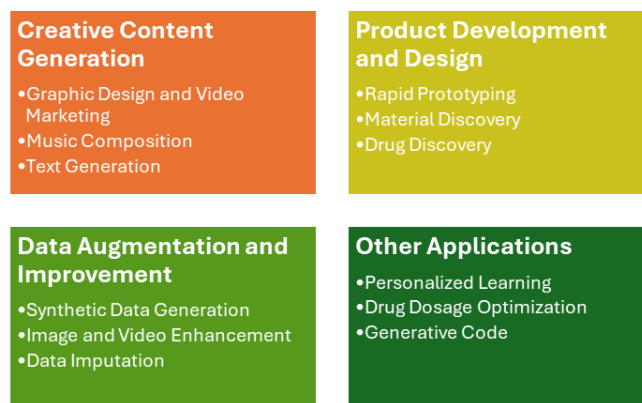 Creative Content
Generation
•Graphic Design and Video
Marketing
•Music Composition
•Text Generation
Product Development
and Design
•Rapid Prototyping
•Material Discovery
•Drug Discovery
Data Augmentation and
Improvement
•Synthetic Data Generation
•Image and Video Enhancement
•Data Imputation
Other Applications
•Personalized Learning
•Drug Dosage Optimization
•Generative Code